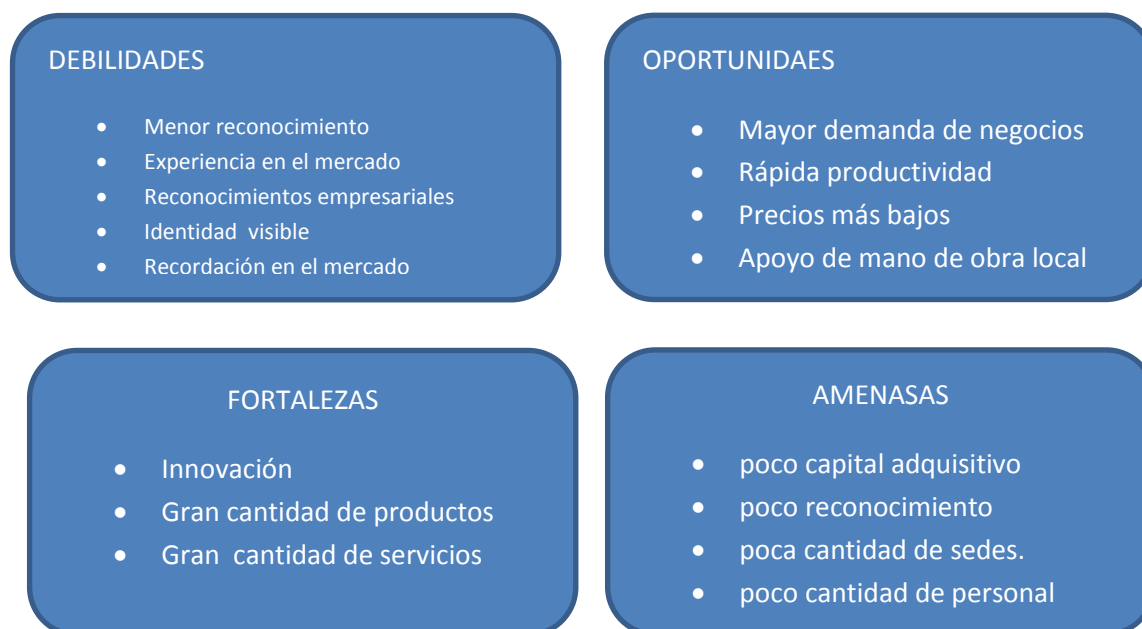 DEBILIDADES
• Menor reconocimiento
• Experiencia en el mercado
• Reconocimientos empresariales
• Identidad visible
• Recordación en el mercado
OPORTUNIDAES
• Mayor demanda de negocios
• Rápida productividad
• Precios más bajos
• Apoyo de mano de obra local
FORTALEZAS
• Innovación
• Gran cantidad de productos
• Gran cantidad de servicios
AMENASAS
• poco capital adquisitivo
• poco reconocimiento
• poca cantidad de sedes.
• poco cantidad de personal